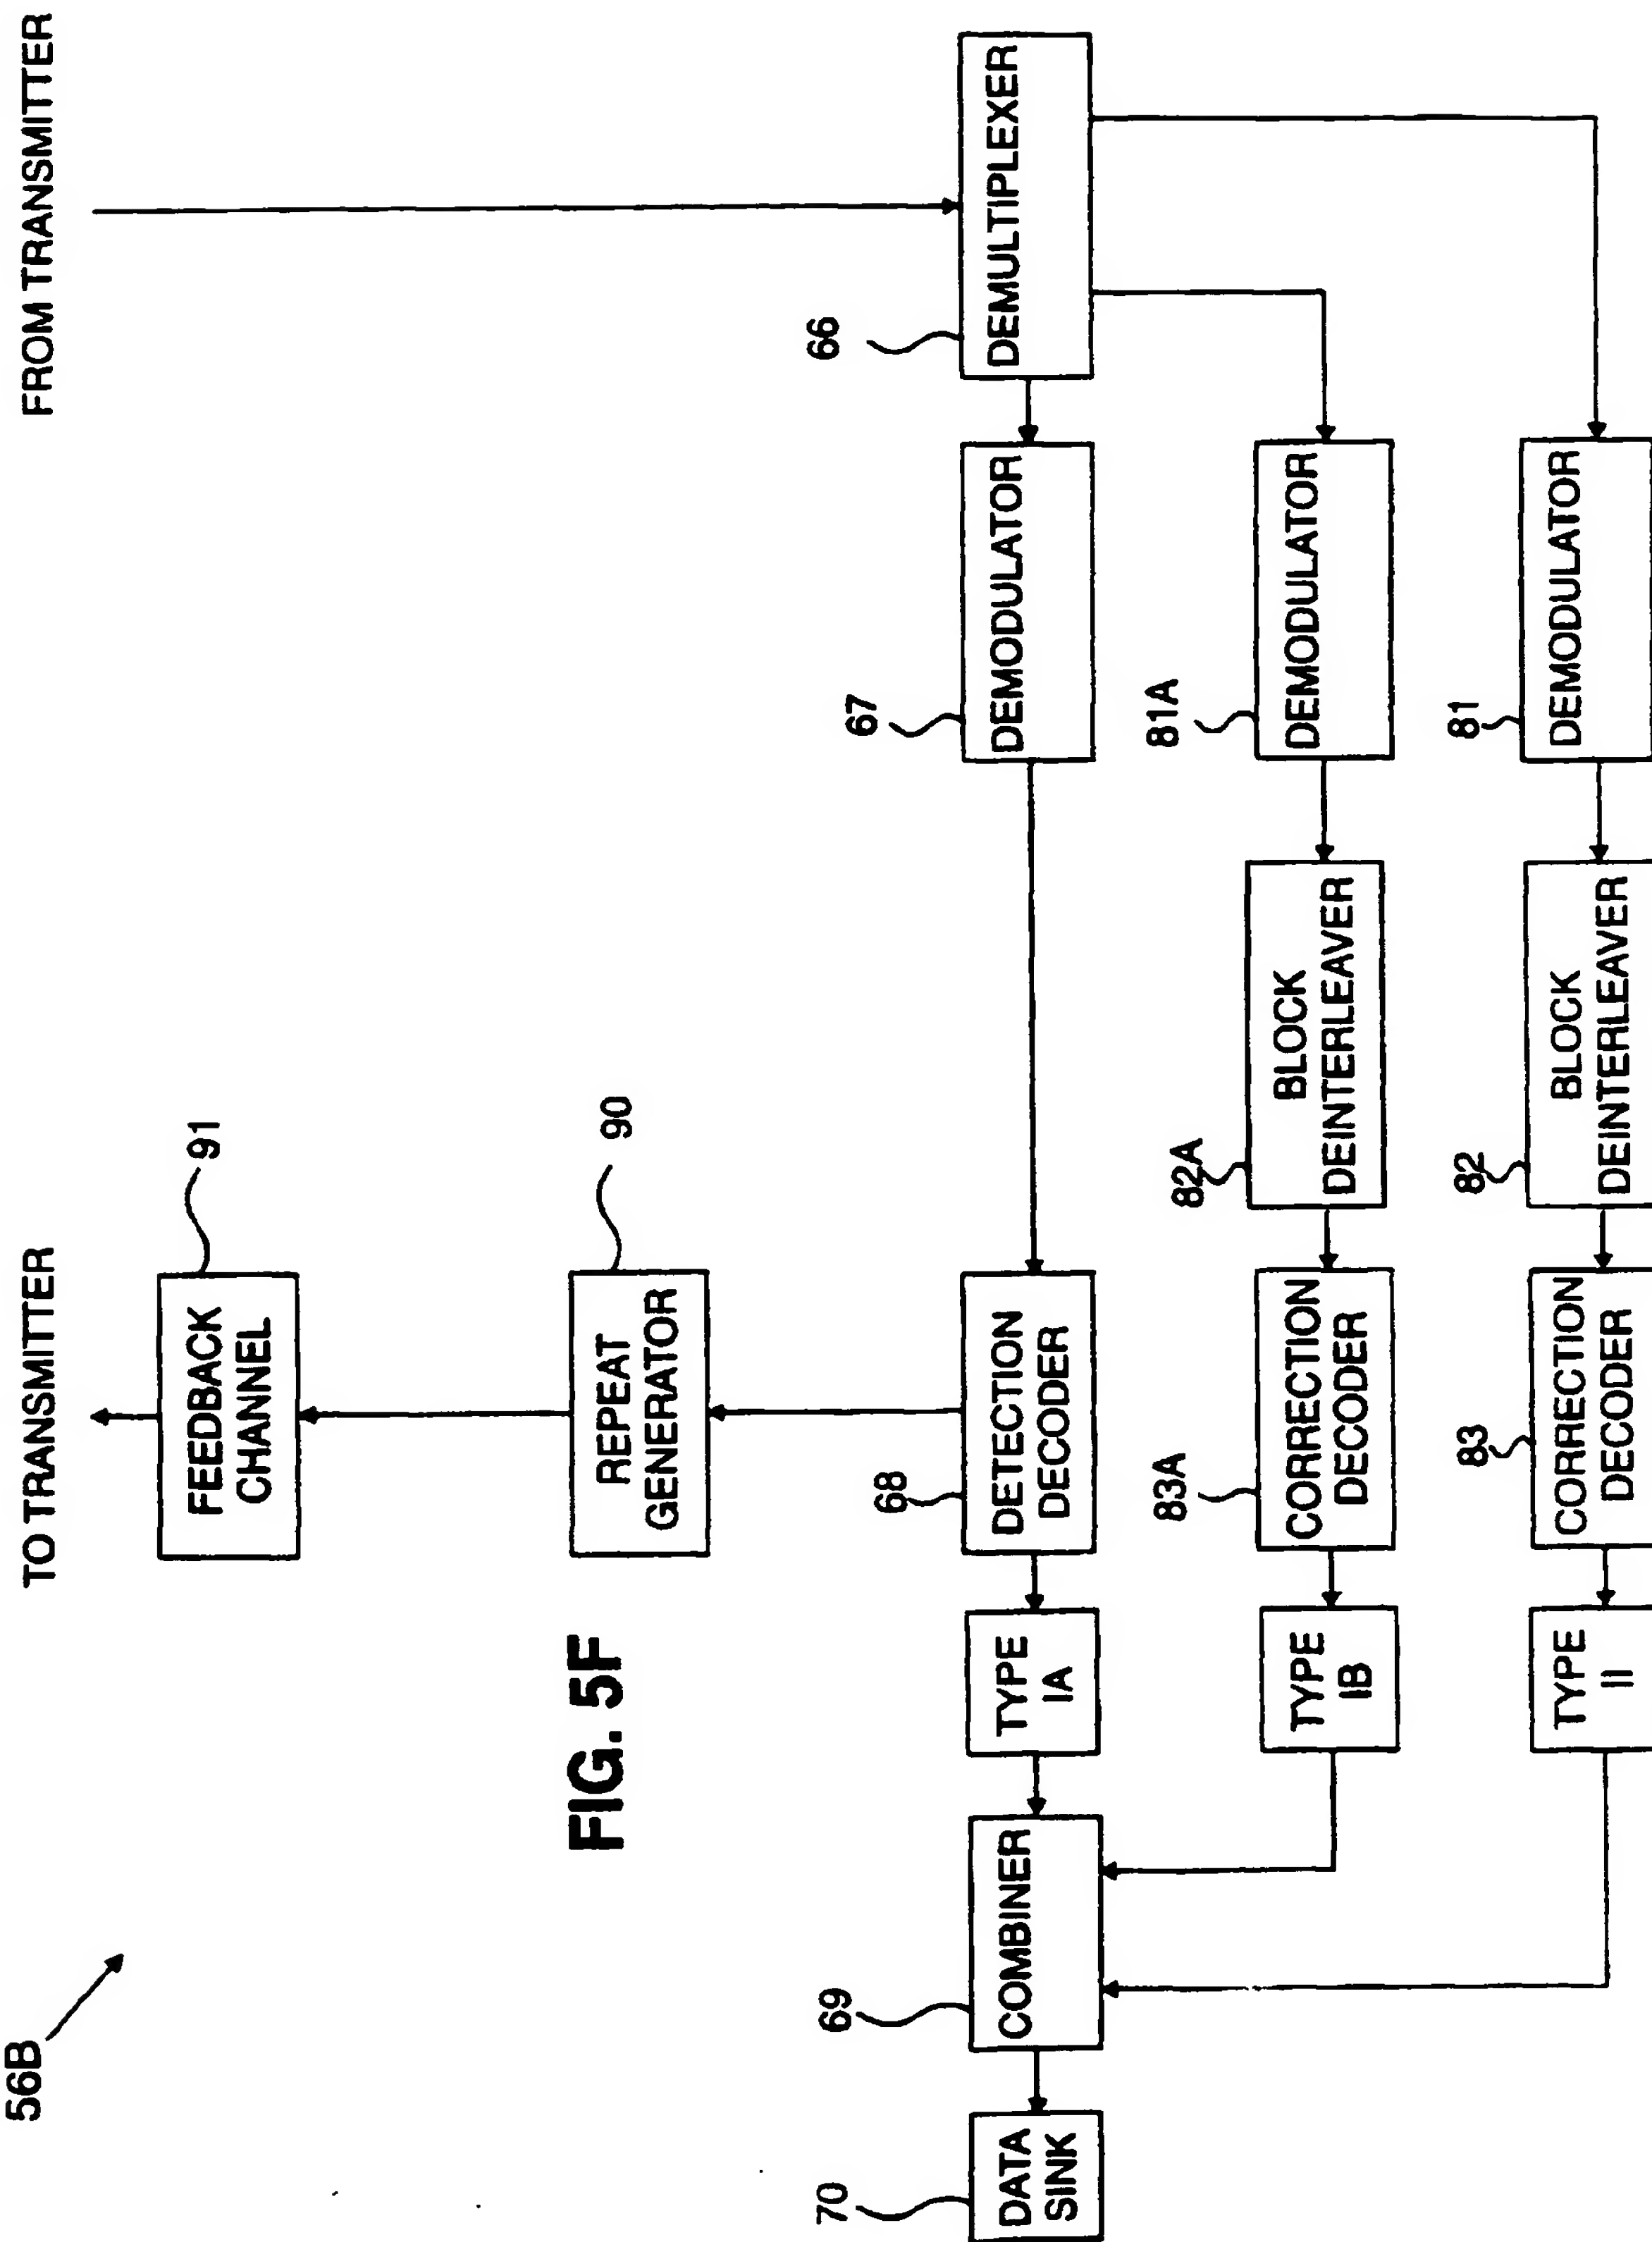 56B
TO TRANSMITTER
FROM TRANSMITTER
FEEDBACK
CHANNEL
91
REPEAT
GENERATOR
90
FIG. 5F
70
DATA
SINK
69
COMBINER
TYPE
IA
68
DETECTION
DECODER
67
DEMODULATOR
66
DEMULTIPLEXER
TYPE
IB
83A
CORRECTION
DECODER
82A
BLOCK
DEINTERLEAVER
81A
DEMODULATOR
TYPE
II
83
CORRECTION
DECODER
82
BLOCK
DEINTERLEAVER
81
DEMODULATOR